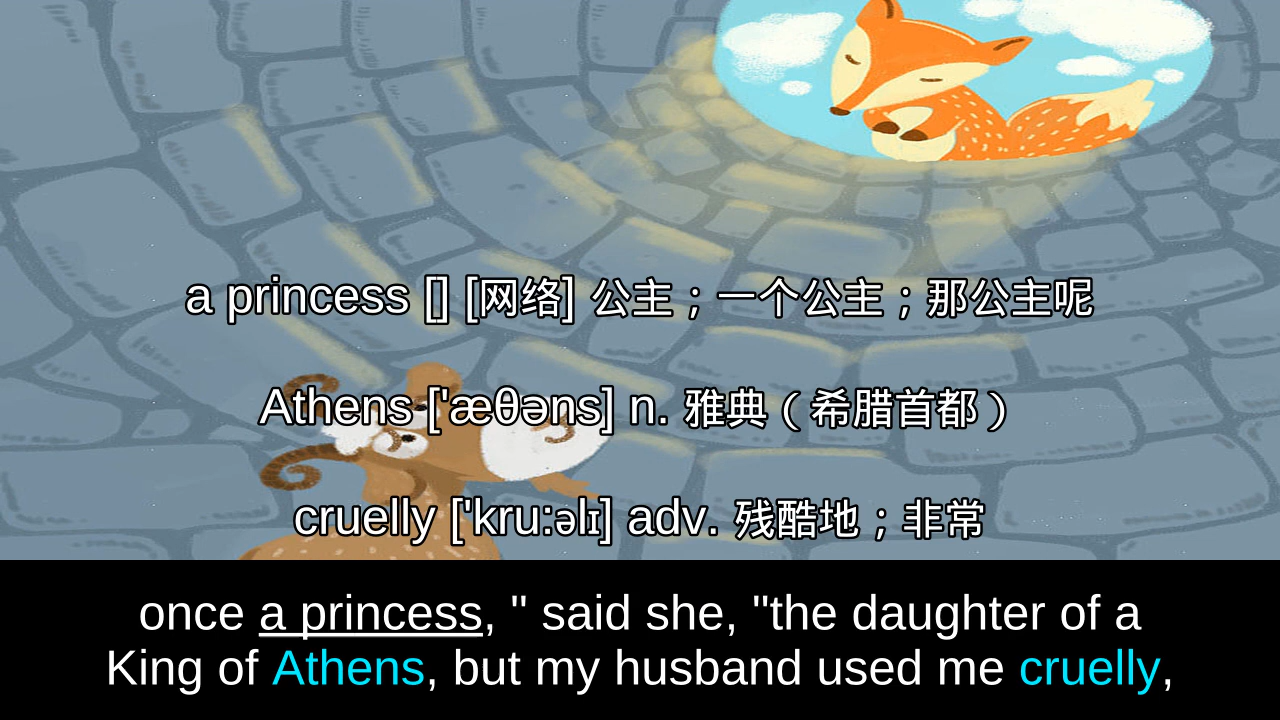 a princess [] [网络] 公主；一个公主；那公主呢
Athens ['æθəns] n. 雅典（希腊首都）
cruelly ['kru:əlɪ] adv. 残酷地；非常
once a princess, " said she, "the daughter of a
King of Athens, but my husband used me cruelly,